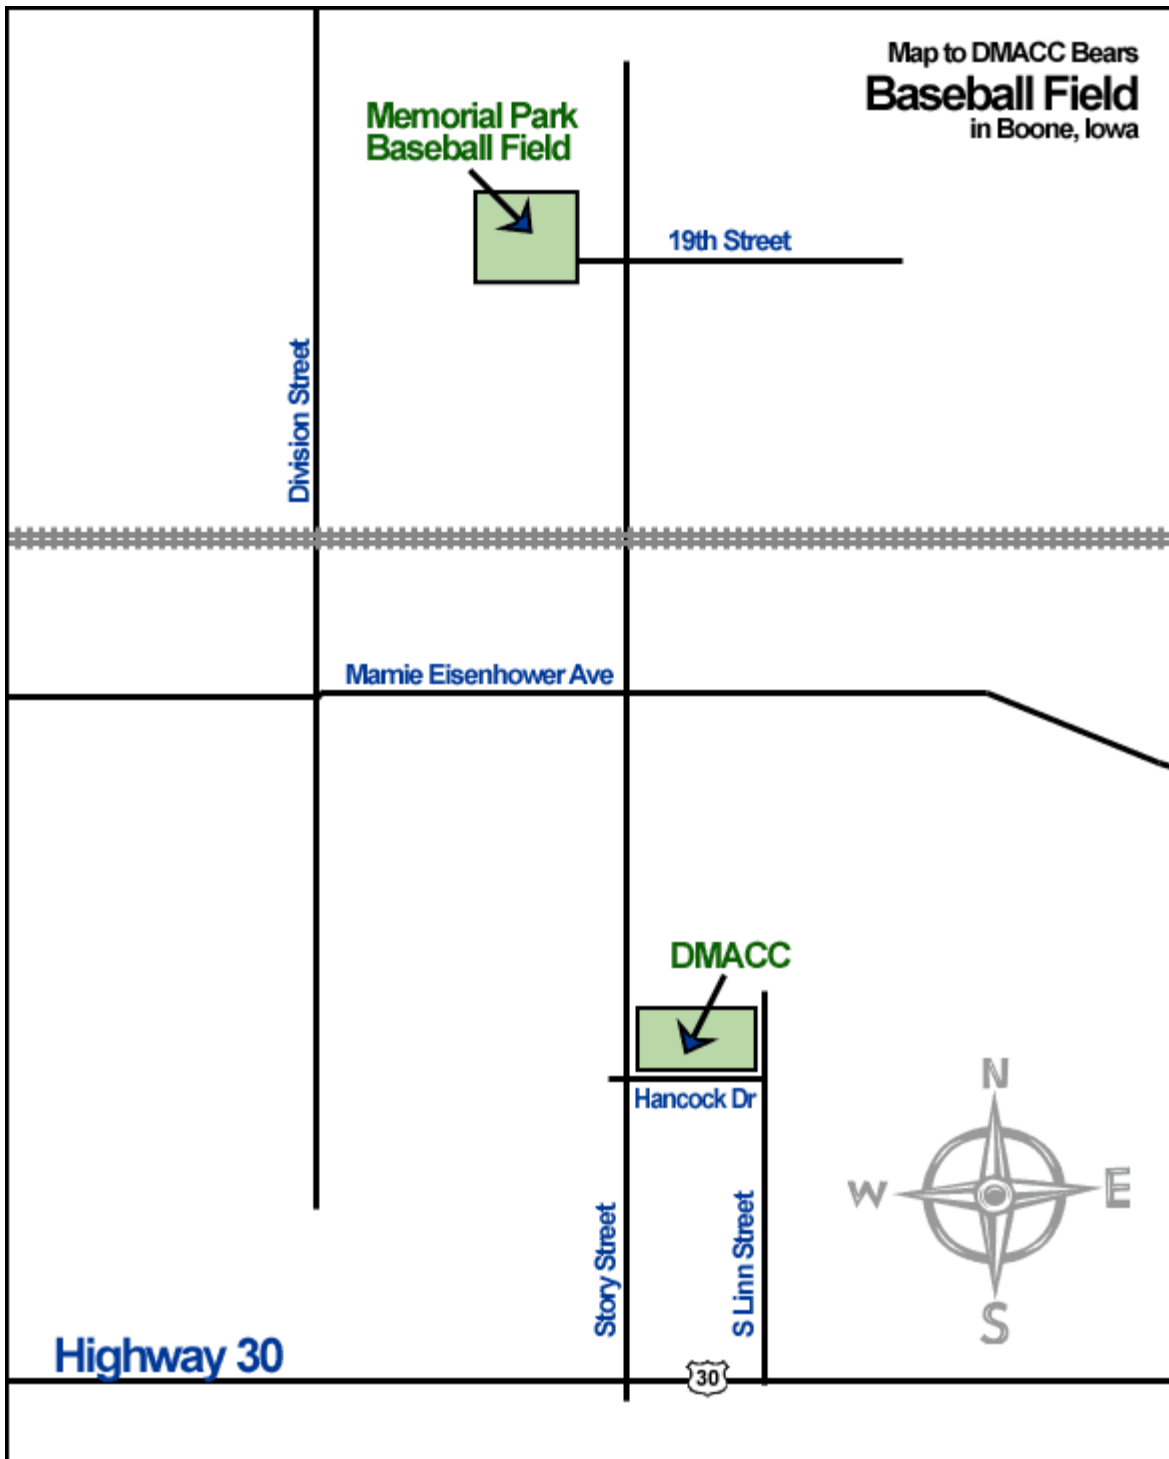 Map to DMACC Bears
Baseball Field
in Boone, Iowa
Memorial Park
Baseball Field
19th Street
Division Street
Mamie Eisenhower Ave
DMACC
Hancock Dr
N
W
E
S
Story Street
S Linn Street
Highway 30
30